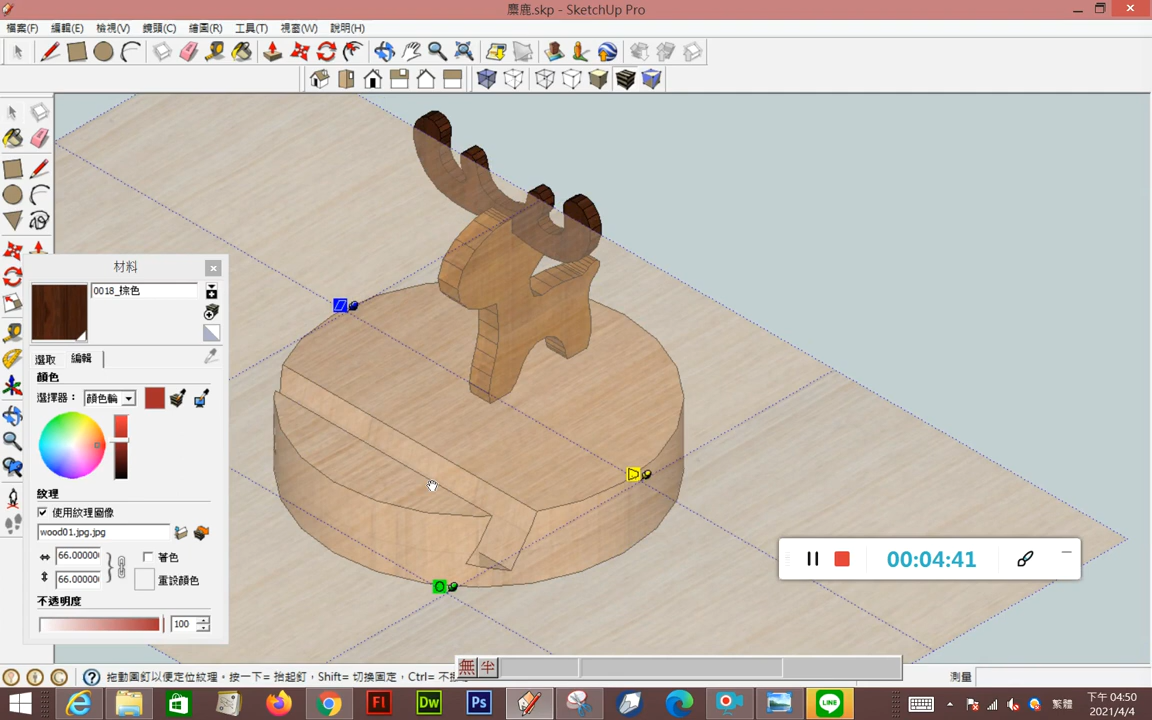 麋鹿.skp - SketchUp Pro
檔案(F) 編輯(E) 檢視(V) 鏡頭(C) 繪圖(R) 工具(T) 視窗(W) 說明(H)
材料
0018_棕色
選取 編輯
顏色
選擇器： 顏色輪
紋理
使用紋理圖像
wood01.jpg.jpg
66.00000 著色
66.00000 重設顏色
不透明度
100
00:04:41
無 半
拖動圖釘以便定位紋理。按一下= 抬起釘，Shift= 切換固定，Ctrl= 不
測量
Fl Dw Ps LINE 繁體
下午 04:50
2021/4/4